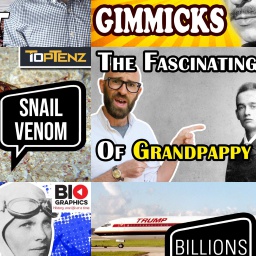 GIMMICKS
TOPTENZ
THE FASCINATING
SNAIL
VENOM
OF GRANDPAPPY
BIO
GRAPHICS
TRUMP
BILLIONS